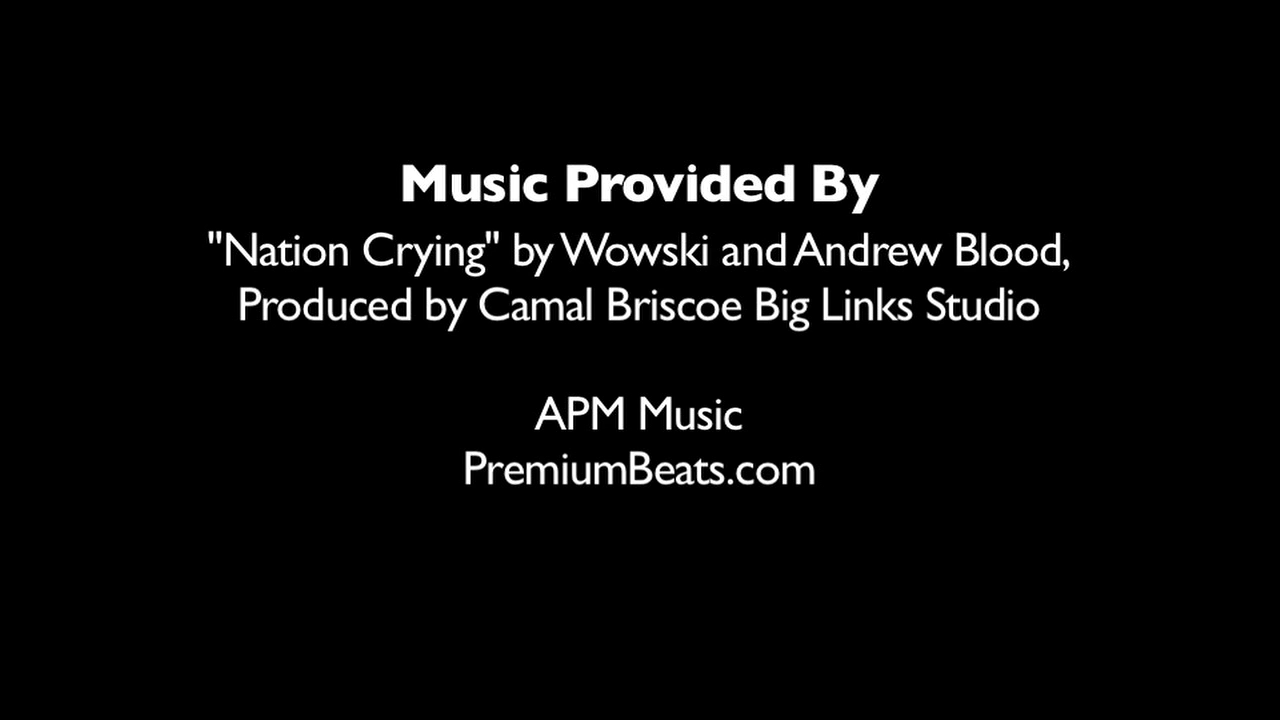 Music Provided By
"Nation Crying" by Wowski and Andrew Blood,
Produced by Camal Briscoe Big Links Studio
APM Music
PremiumBeats.com